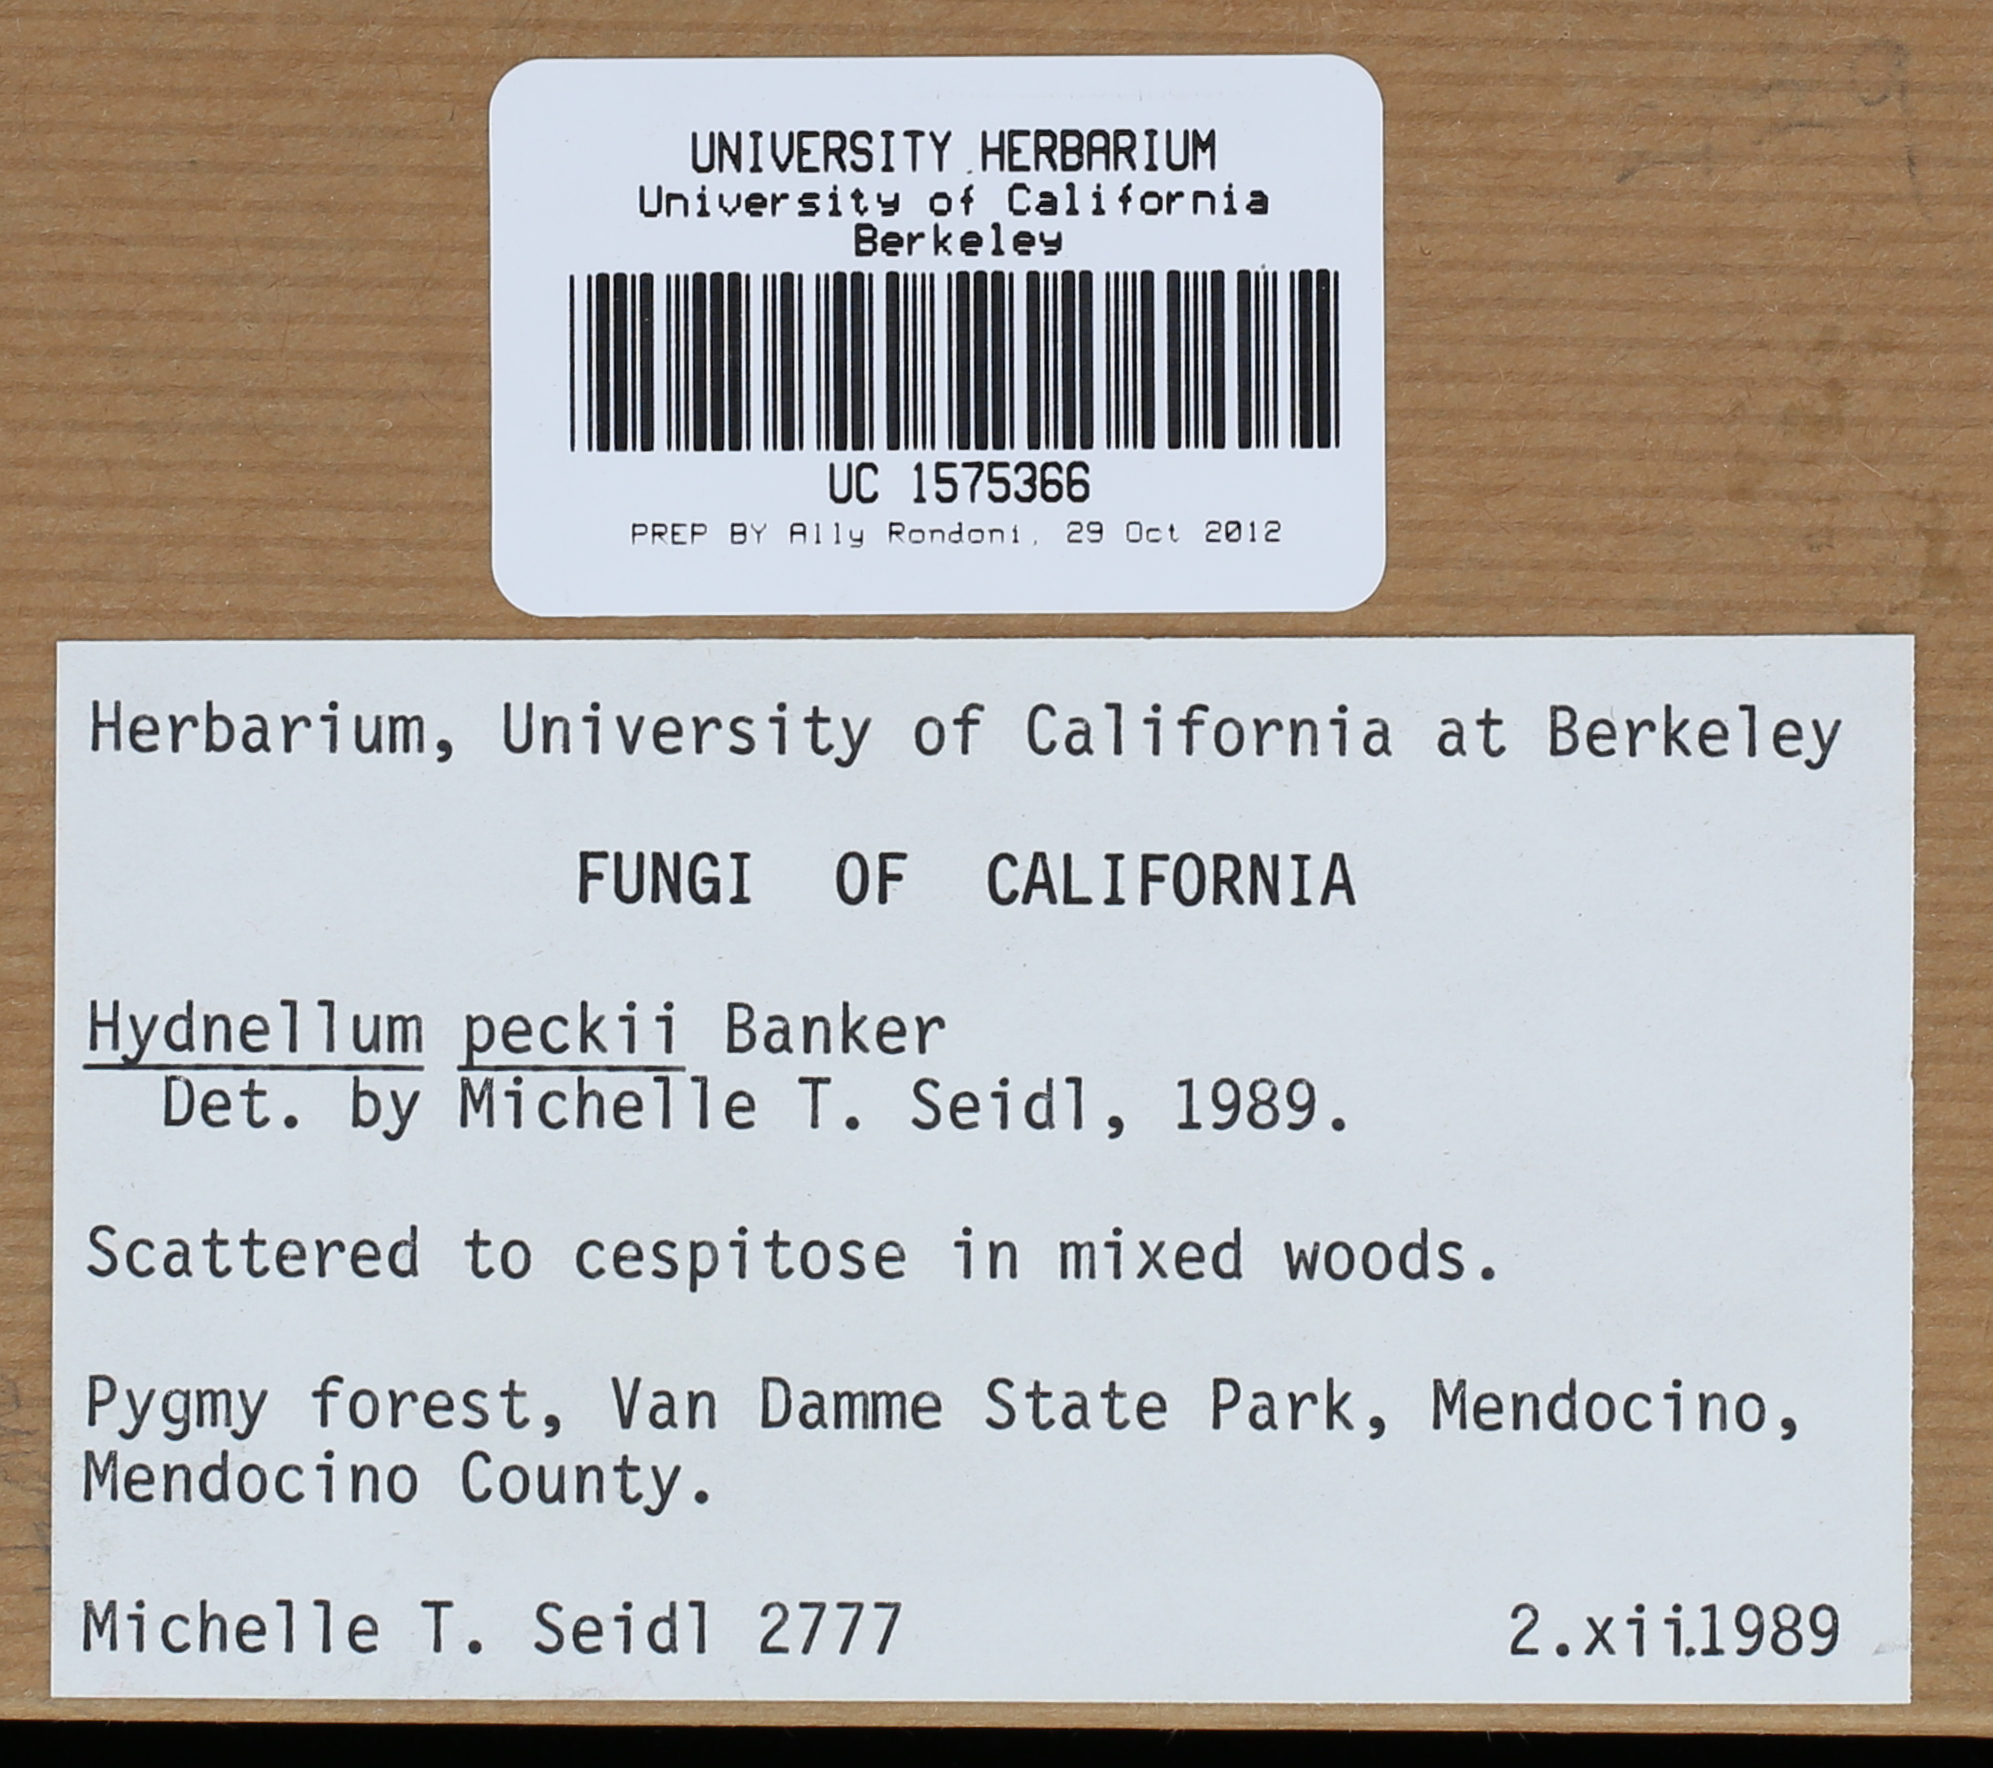 UNIVERSITY HERBARIUM
University of California
Berkeley
UC 1575366
PREP BY Ally Rondoni, 29 Oct 2012
Herbarium, University of California at Berkeley
FUNGI OF CALIFORNIA
Hydnellum peckii Banker
Det. by Michelle T. Seidl, 1989.
Scattered to cespitose in mixed woods.
Pygmy forest, Van Damme State Park, Mendocino,
Mendocino County.
Michelle T. Seidl 2777 2.xii.1989